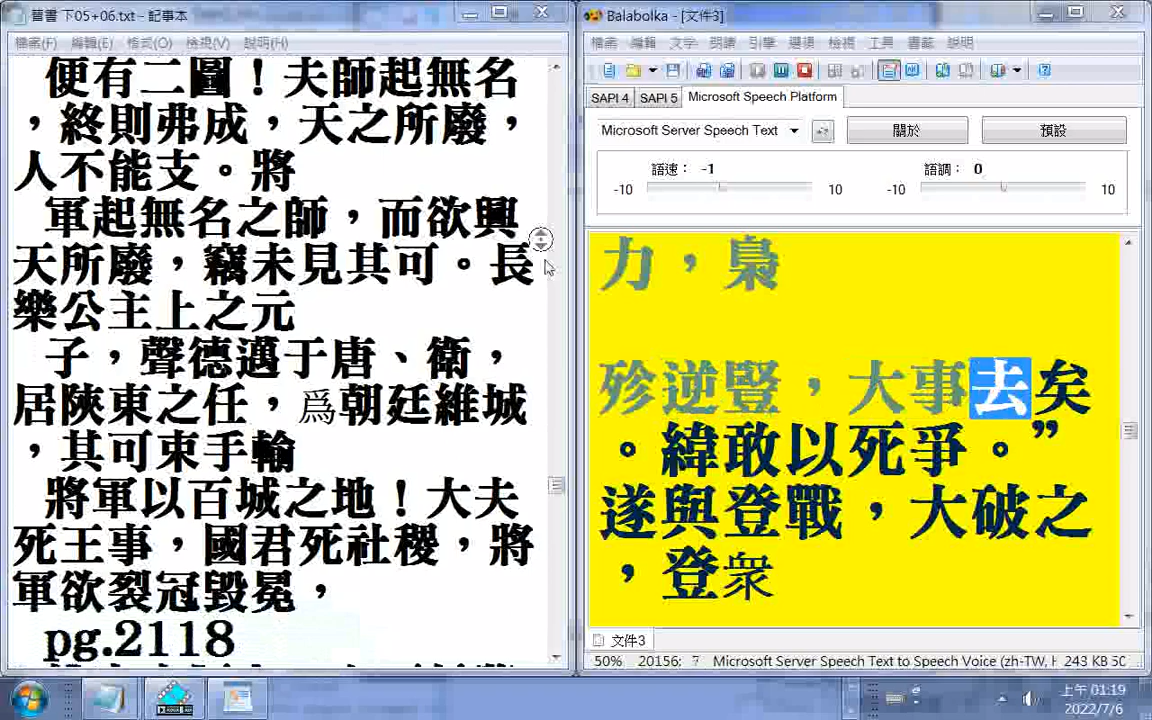 晉書 下05+06.txt - 記事本
檔案(F) 編輯(E) 格式(O) 檢視(V) 說明(H)
便有二圖！夫師起無名
，終則弗成，天之所廢，
人不能支。將
軍起無名之師，而欲興
天所廢，竊未見其可。長
樂公主上之元
子，聲德邁于唐、衛，
居陝東之任，爲朝廷維城
，其可束手輸
將軍以百城之地！大夫
死王事，國君死社稷，將
軍欲裂冠毀冕，
pg.2118
Balabolka - [文件3]
檔案 編輯 文字 朗讀 引擎 選項 檢視 工具 書籤 說明
SAPI 4 SAPI 5 Microsoft Speech Platform
Microsoft Server Speech Text 關於 預設
語速： -1 語調： 0
-10 10 -10 10
力，梟
殄逆豎，大事去矣
。緯敢以死爭。”
遂與登戰，大破之
，登衆
文件3
50% 20156: ? Microsoft Server Speech Text to Speech Voice (zh-TW, H 243 KB
上午 01:19
2022/7/6